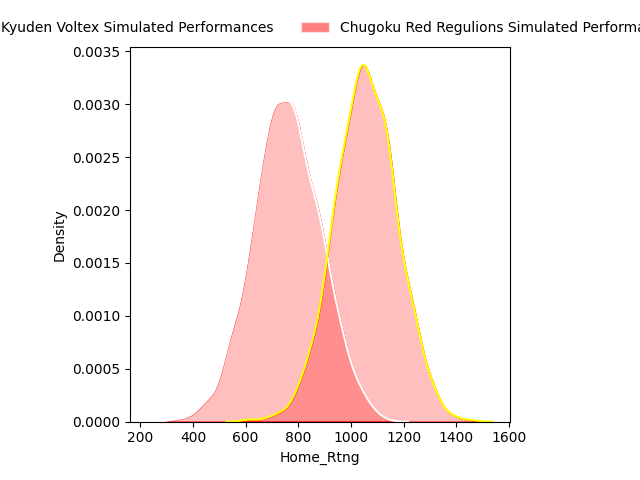 Kyuden Voltex Simulated Performances
Chugoku Red Regulions Simulated
0.0035
0.0030
0.0025
0.0020
0.0015
0.0010
0.0005
0.0000
Density
200 400 600 800 1000 1200 1400 1600
Home_Rtng